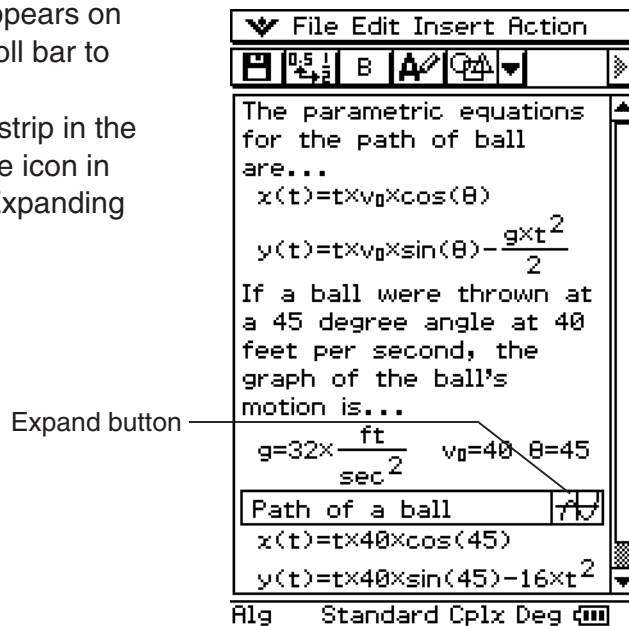 ppears on
oll bar to
strip in the
e icon in
Expanding
File Edit Insert Action
B
The parametric equations
for the path of ball
are...
x(t)=t×v₀×cos(θ)
y(t)=t×v₀×sin(θ)−g×t²/2
If a ball were thrown at
a 45 degree angle at 40
feet per second, the
graph of the ball's
motion is...
Expand button
g=32×ft/sec² v₀=40 θ=45
Path of a ball
x(t)=t×40×cos(45)
y(t)=t×40×sin(45)−16×t²
Alg Standard Cplx Deg